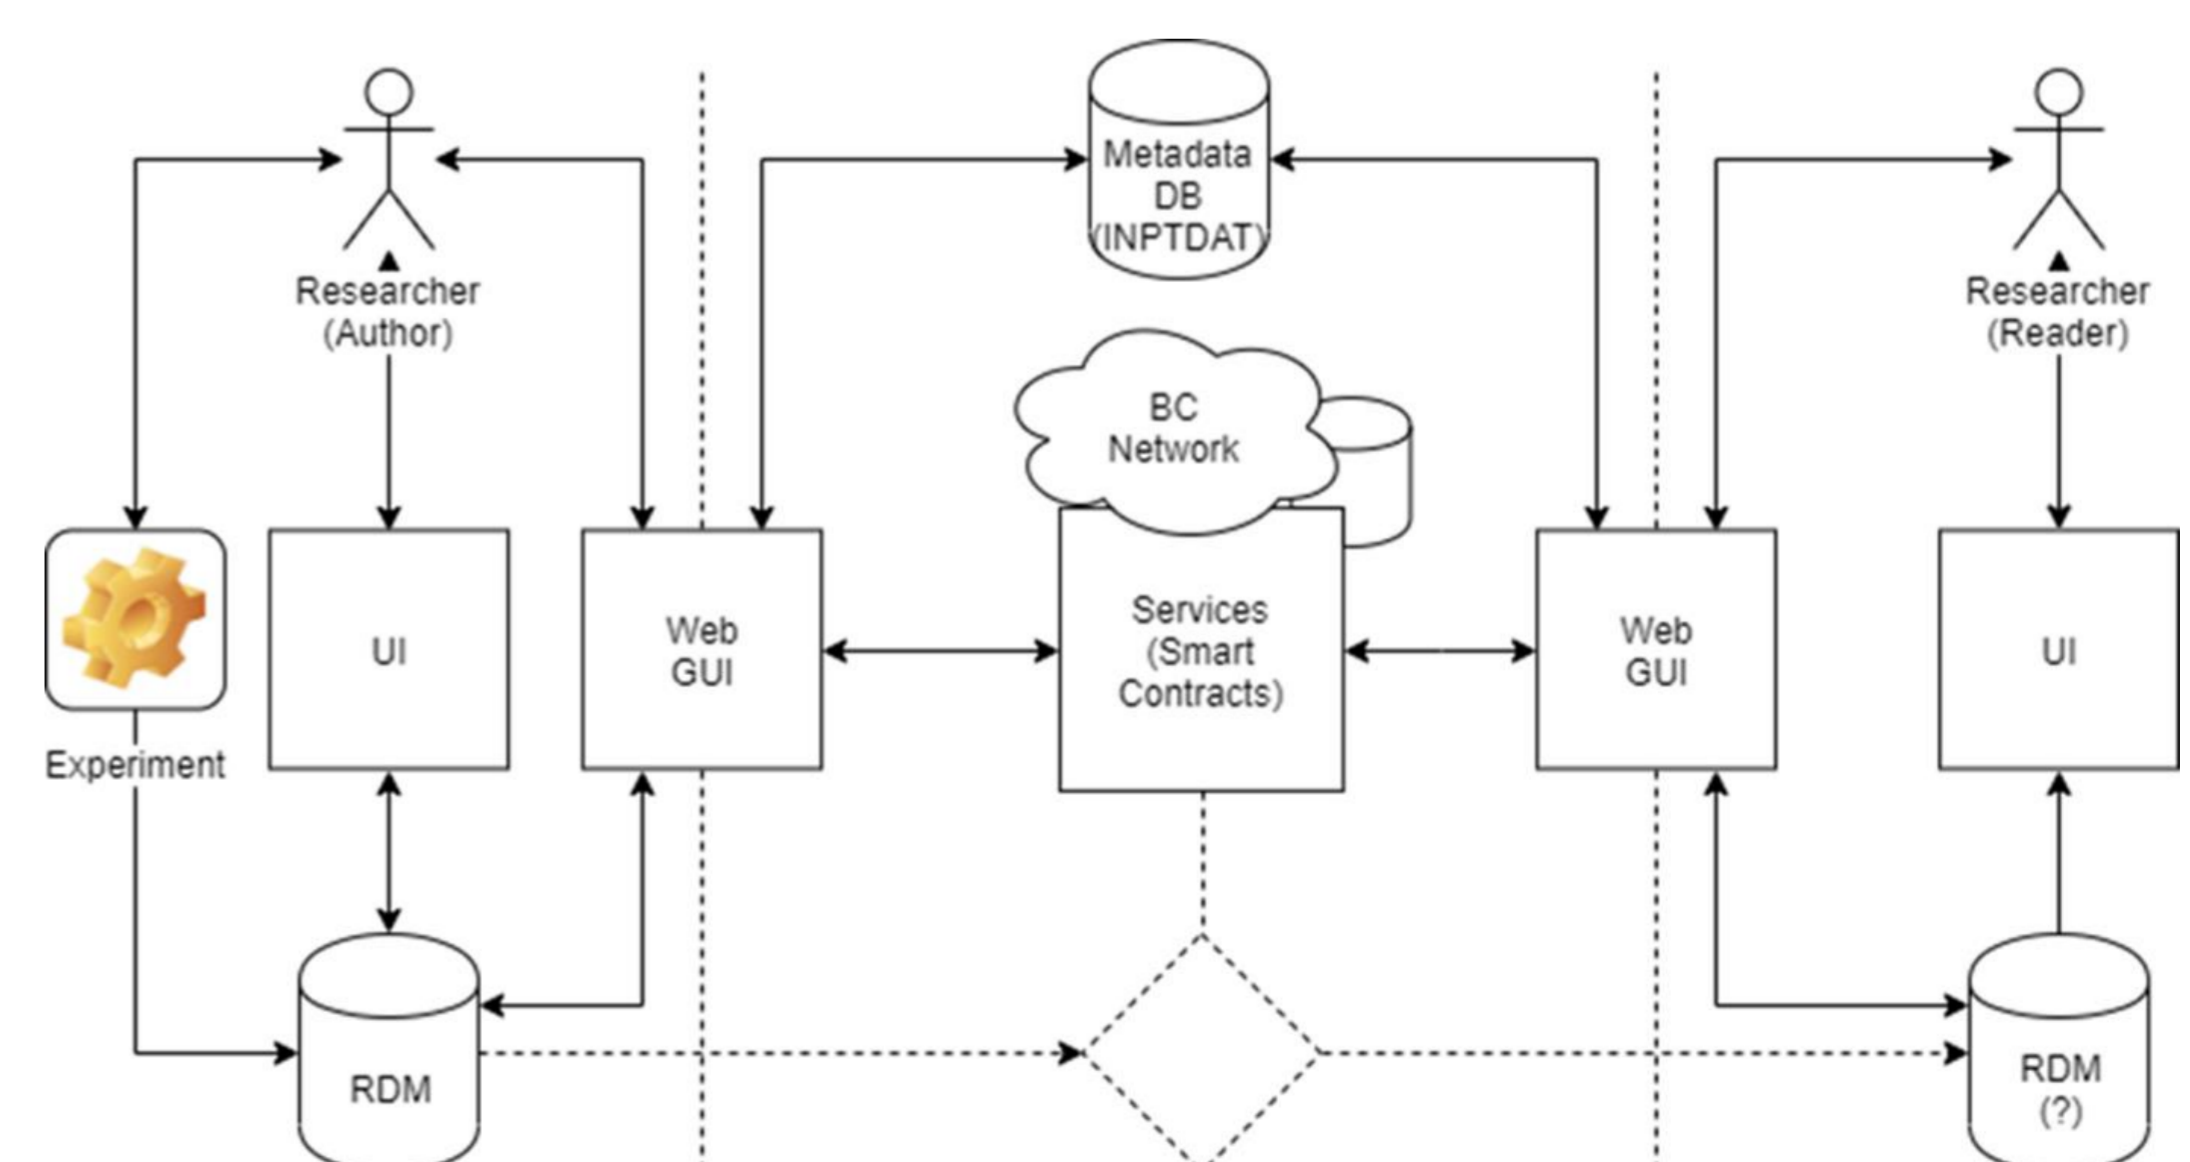 Metadata
DB
(INPTDAT)
Researcher
(Author)
Researcher
(Reader)
BC
Network
UI
Web
GUI
Services
(Smart
Contracts)
Web
GUI
UI
Experiment
RDM
RDM
(?)